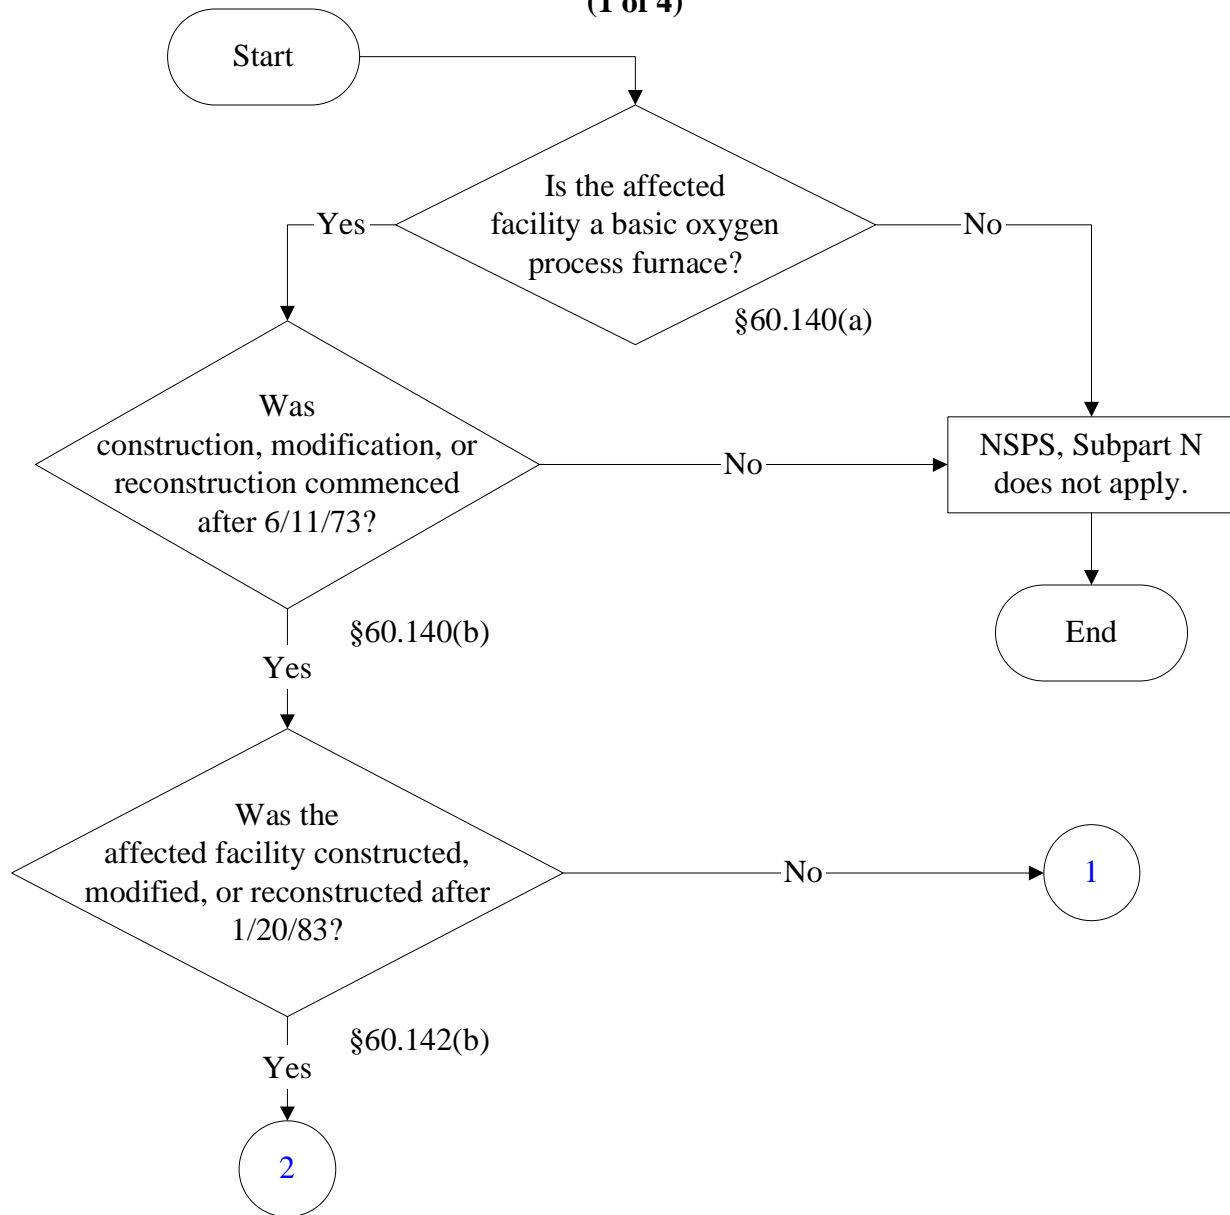 (1 of 4)
Start
Is the affected
facility a basic oxygen
process furnace?
Yes
No
§60.140(a)
Was
construction, modification, or
reconstruction commenced
after 6/11/73?
No
NSPS, Subpart N
does not apply.
§60.140(b)
End
Yes
Was the
affected facility constructed,
modified, or reconstructed after
1/20/83?
No
1
§60.142(b)
Yes
2